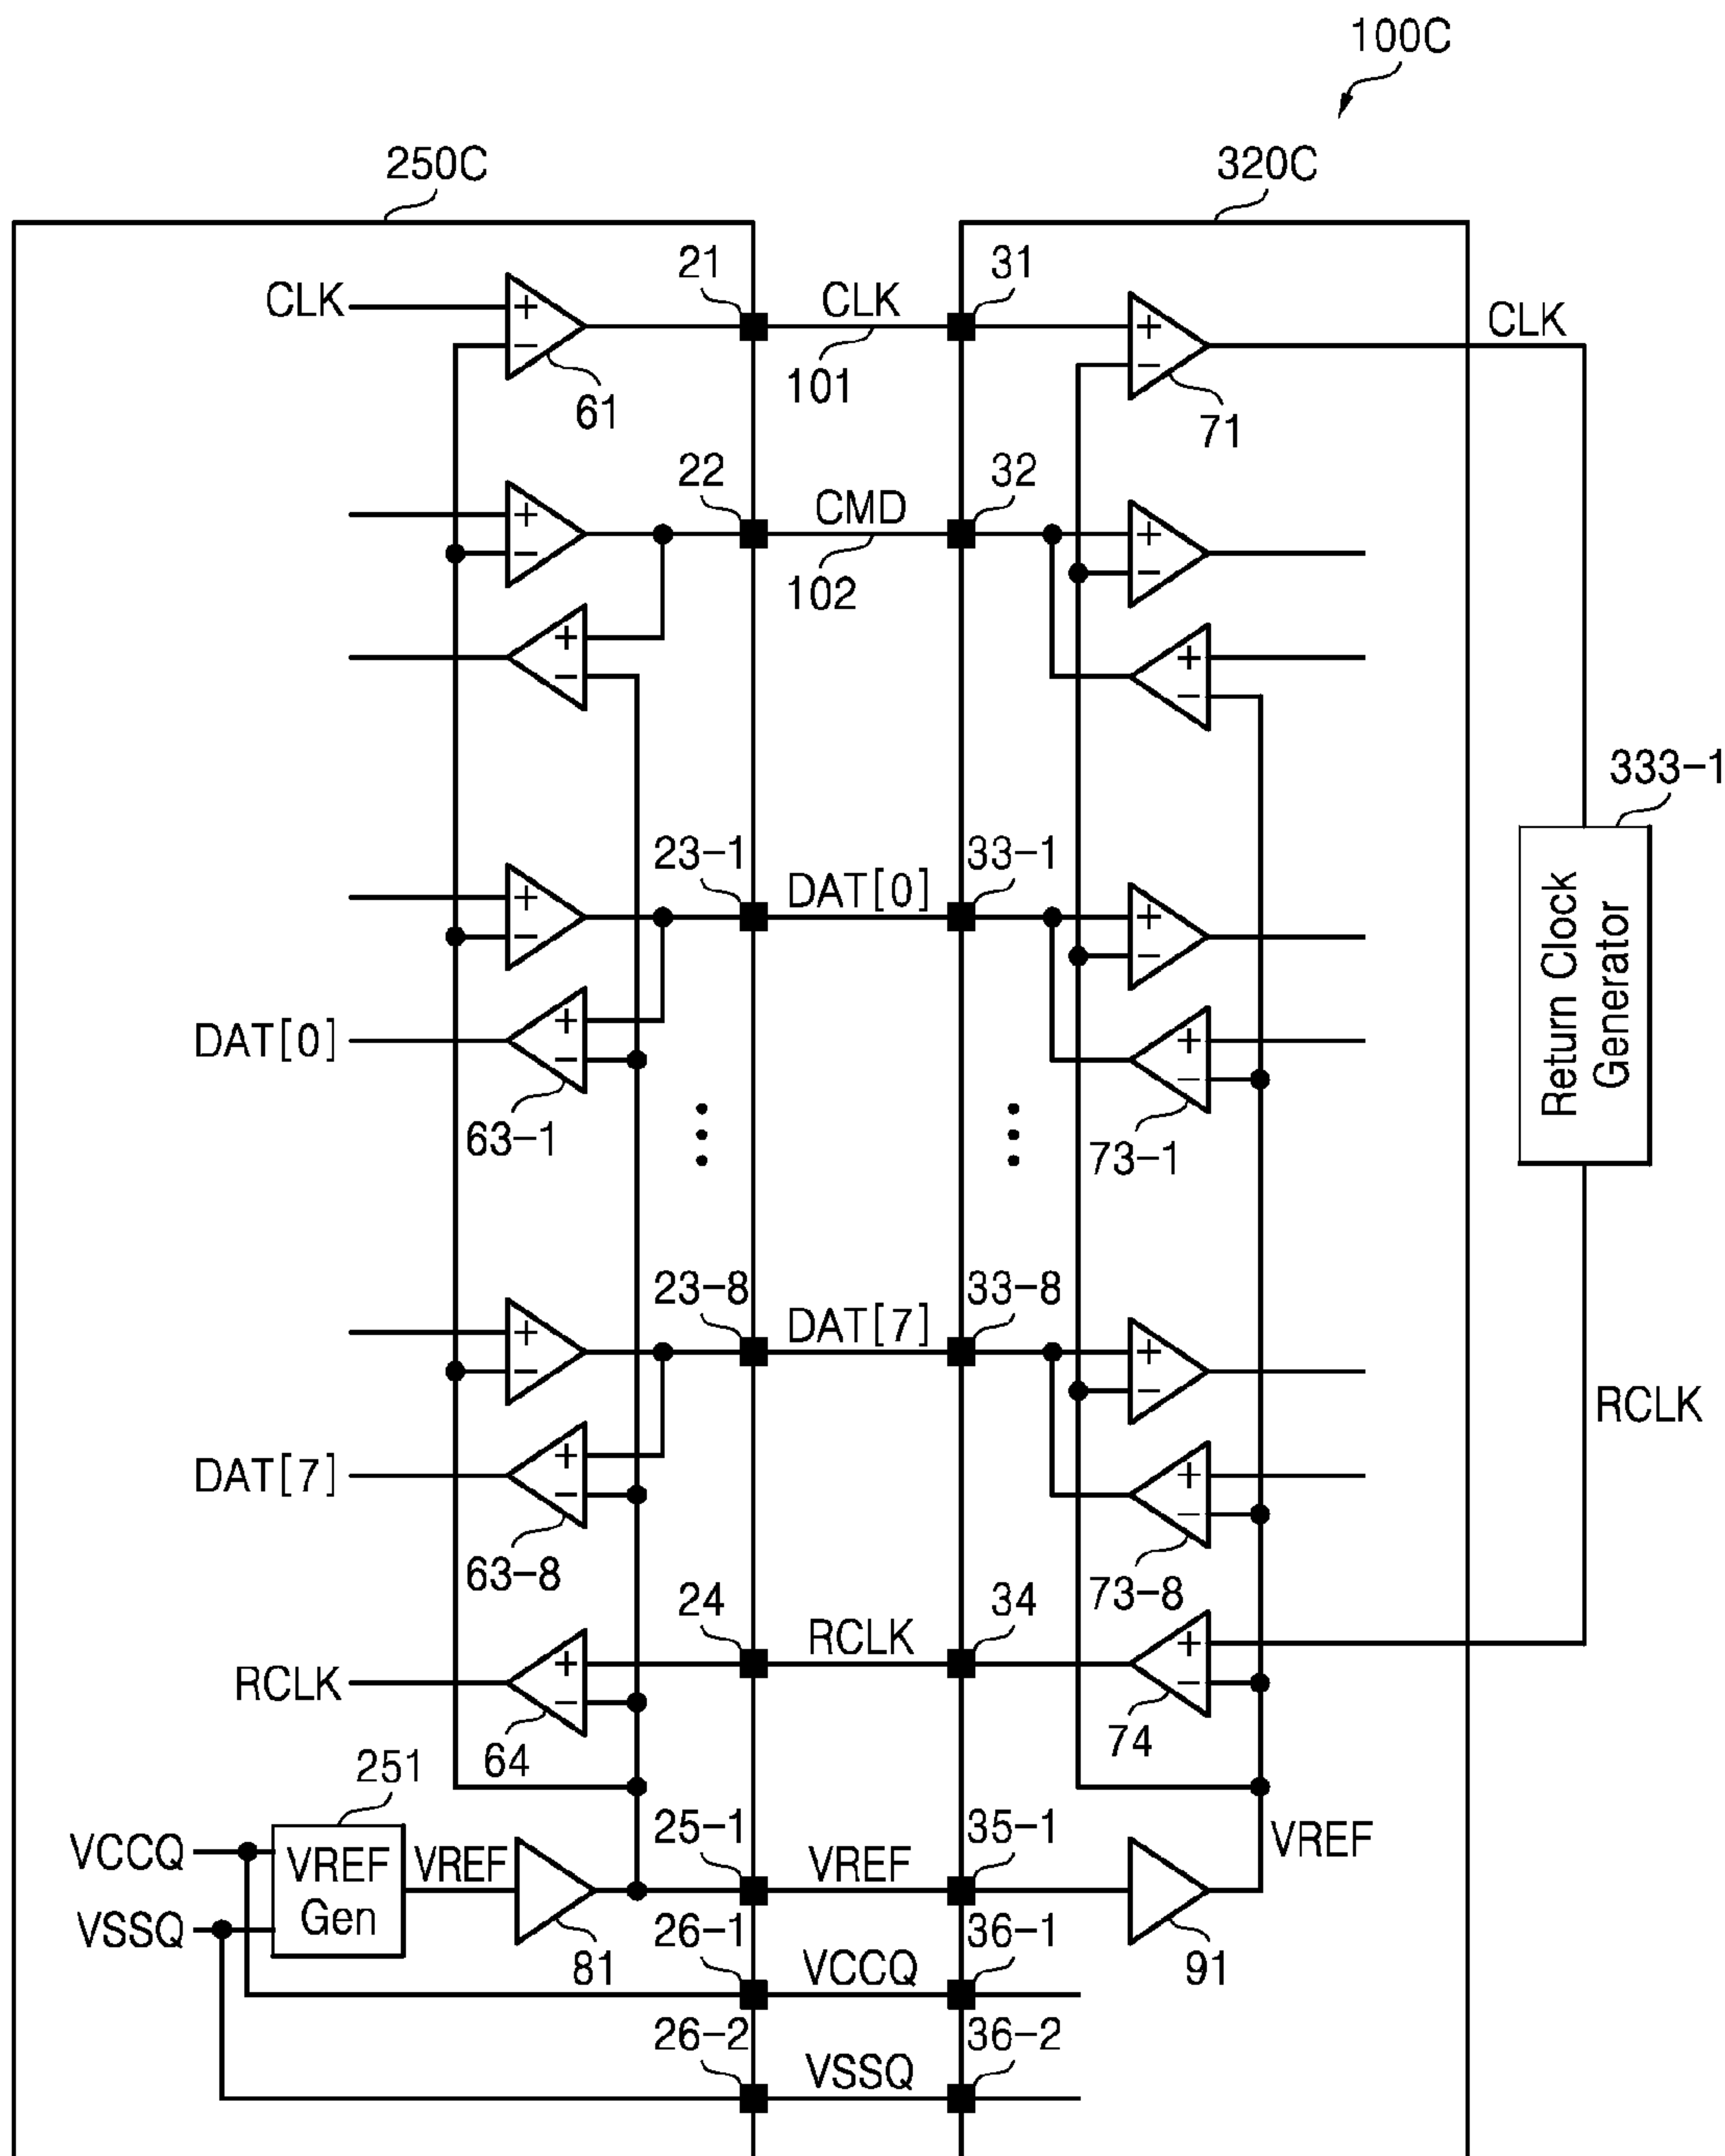 100C
250C
320C
21
31
CLK
CLK
CLK
+
−
+
−
61
101
71
22
32
CMD
+
−
+
−
102
+
−
+
−
333-1
23-1
33-1
DAT[0]
+
−
+
−
Return Clock
Generator
DAT[0]
+
−
+
−
63-1
73-1
23-8
33-8
DAT[7]
+
−
+
−
RCLK
DAT[7]
+
−
+
−
63-8
73-8
24
34
RCLK
RCLK
+
−
+
−
64
74
251
25-1
35-1
VREF
VCCQ
VREF
Gen
VREF
VREF
VSSQ
26-1
36-1
81
91
VCCQ
26-2
36-2
VSSQ